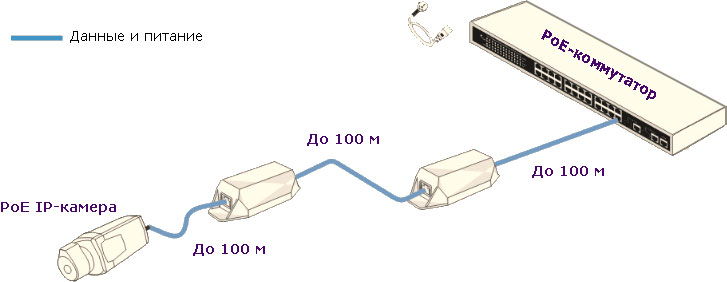 Данные и питание
PoE-коммутатор
До 100 м
До 100 м
PoE IP-камера
До 100 м